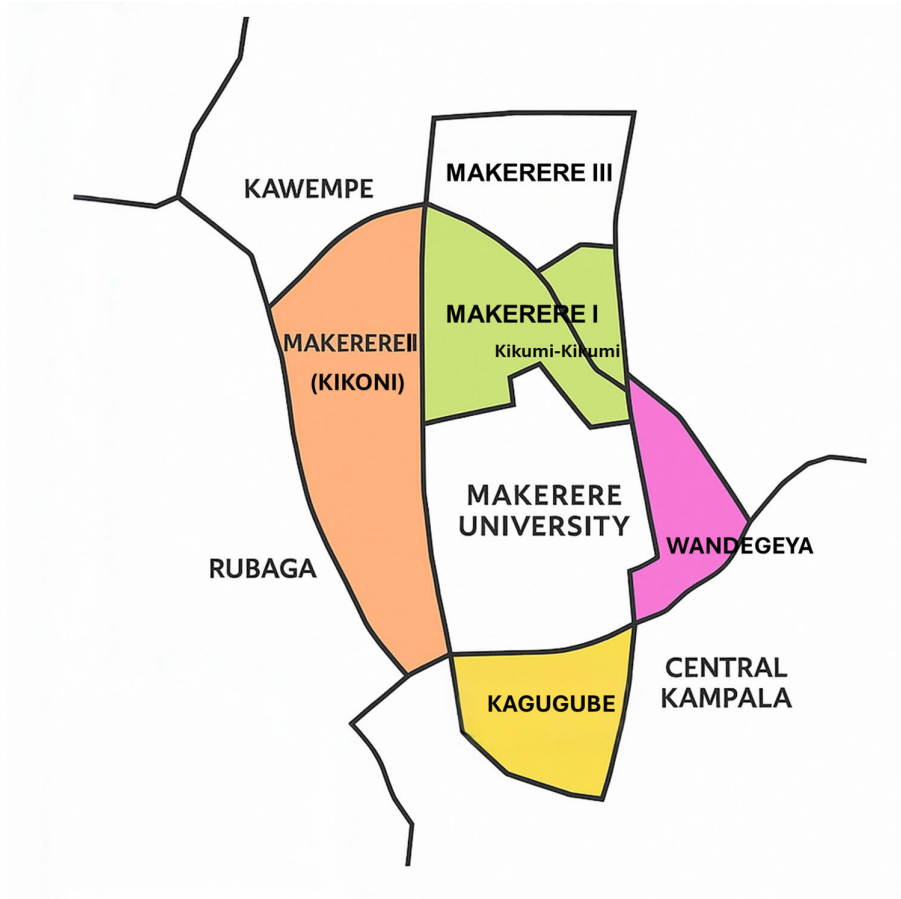 MAKERERE III
KAWEMPE
MAKERERE I
MAKEREREII
Kikumi-Kikumi
(KIKONI)
MAKERERE
UNIVERSITY
WANDEGEYA
RUBAGA
CENTRAL
KAMPALA
KAGUGUBE